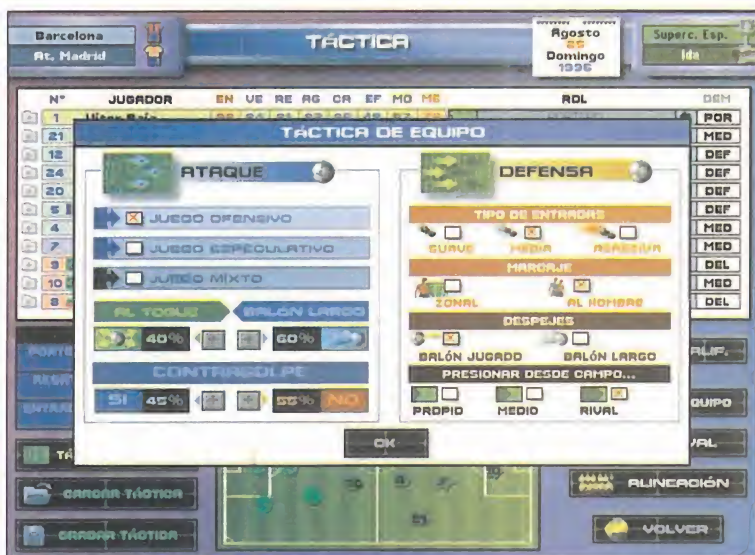 Barcelona
At. Madrid
TÁCTICA
Agosto
25
Domingo
1996
Superc. Esp.
Ida
Nº JUGADOR EN VE RE AG CA EF MO ME ROL DEM
1 POR
21 MED
12 DEF
24 DEF
20 DEF
5 DEF
4 MED
7 MED
9 DEL
10 MED
8 DEL
TÁCTICA DE EQUIPO
ATAQUE
JUEGO OFENSIVO
JUEGO ESPECULATIVO
JUEGO MIXTO
AL TOQUE BALÓN LARGO
40% 60%
CONTRAGOLPE
SI 45% 55% NO
DEFENSA
TIPO DE ENTRADAS
SUAVE MEDIA AGRESIVA
MARCAJE
ZONAL AL HOMBRE
DESPEJES
BALÓN JUGADO BALÓN LARGO
PRESIONAR DESDE CAMPO...
PROPIO MEDIO RIVAL
OK
CARGAR TÁCTICA
GRABAR TÁCTICA
ALINEACIÓN
VOLVER